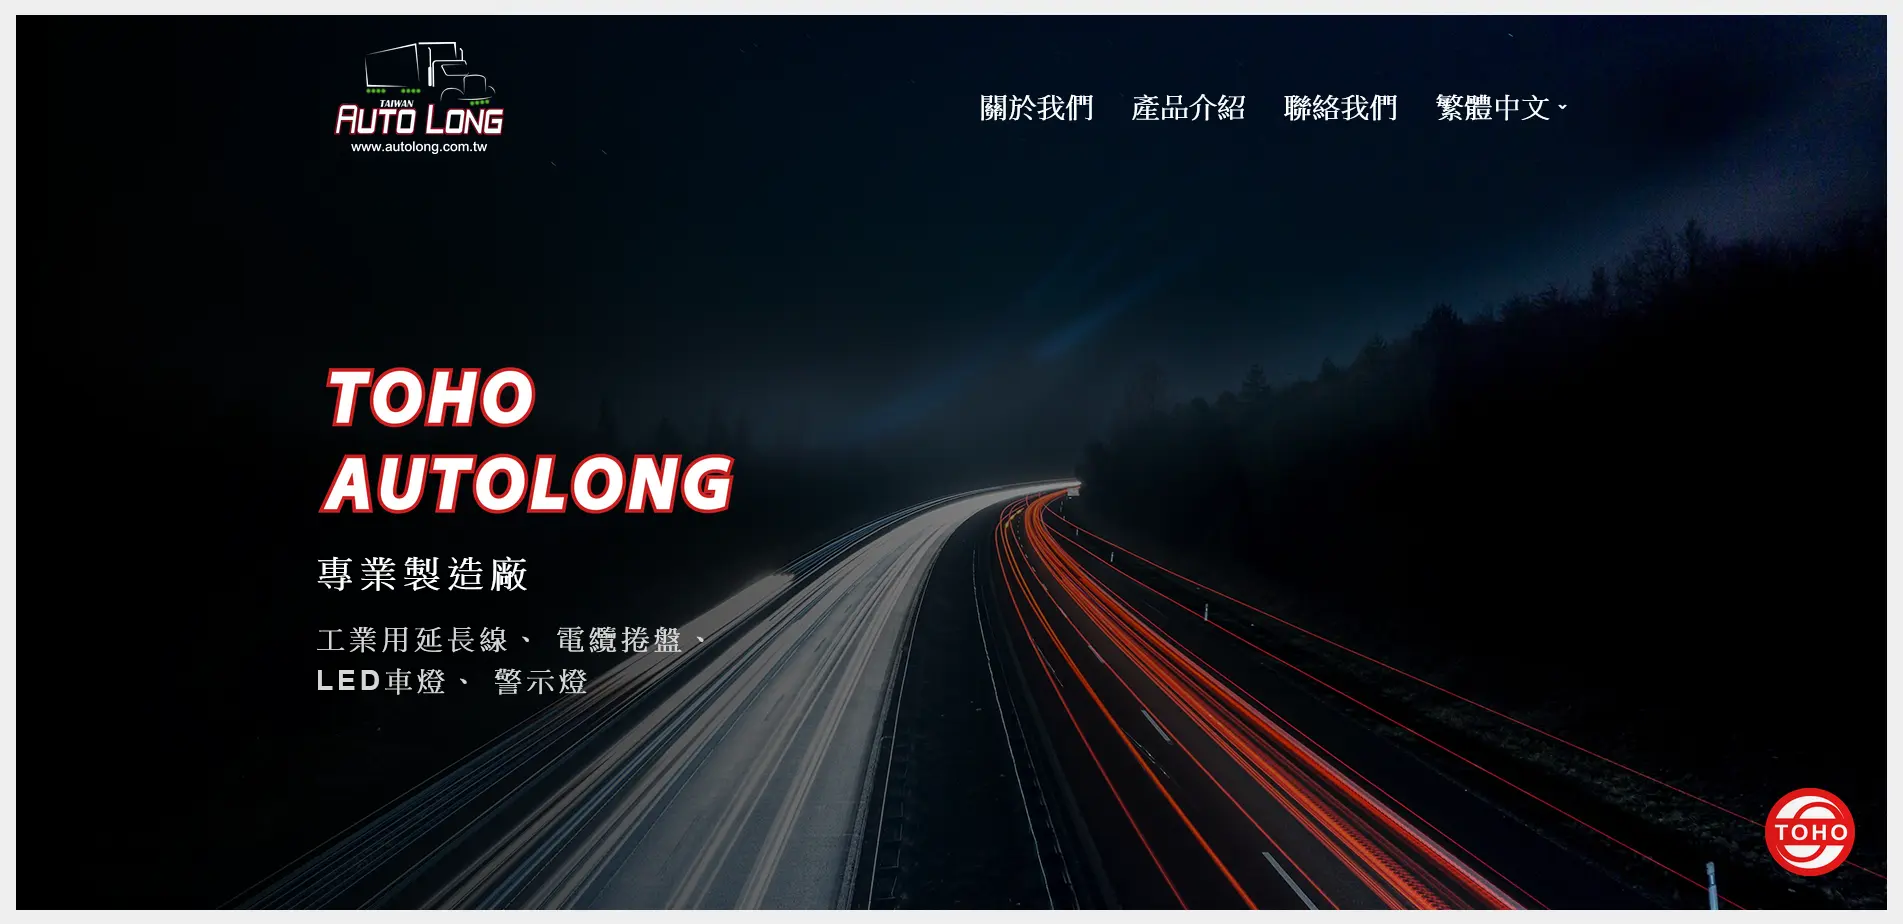 TAIWAN
AUTO LONG
www.autolong.com.tw
關於我們 產品介紹 聯絡我們 繁體中文
TOHO
AUTOLONG
專業製造廠
工業用延長線、 電纜捲盤、
LED車燈、 警示燈
TOHO